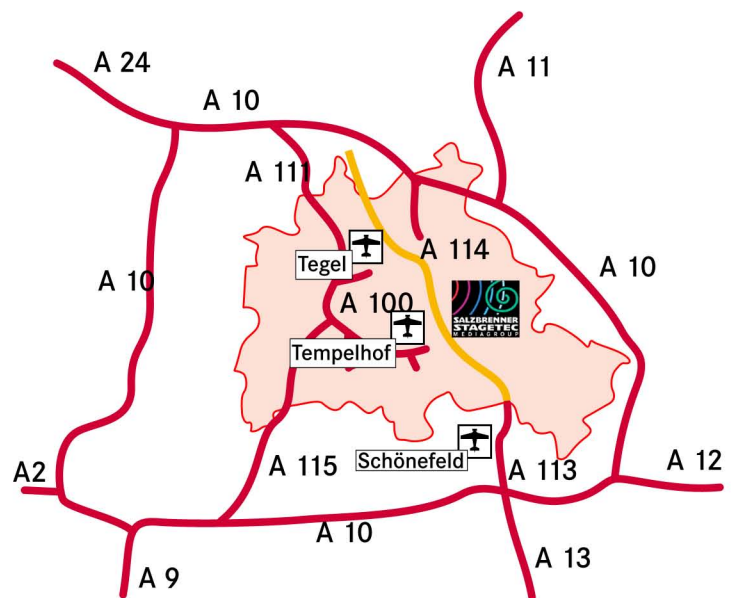 A 24
A 10
A 11
A 111
A 114
Tegel
A 10
A 10
A 100
SALZBRENNER
STAGETEC
MEDIAGROUP
Tempelhof
Schönefeld
A2
A 115
A 113
A 12
A 10
A 13
A 9